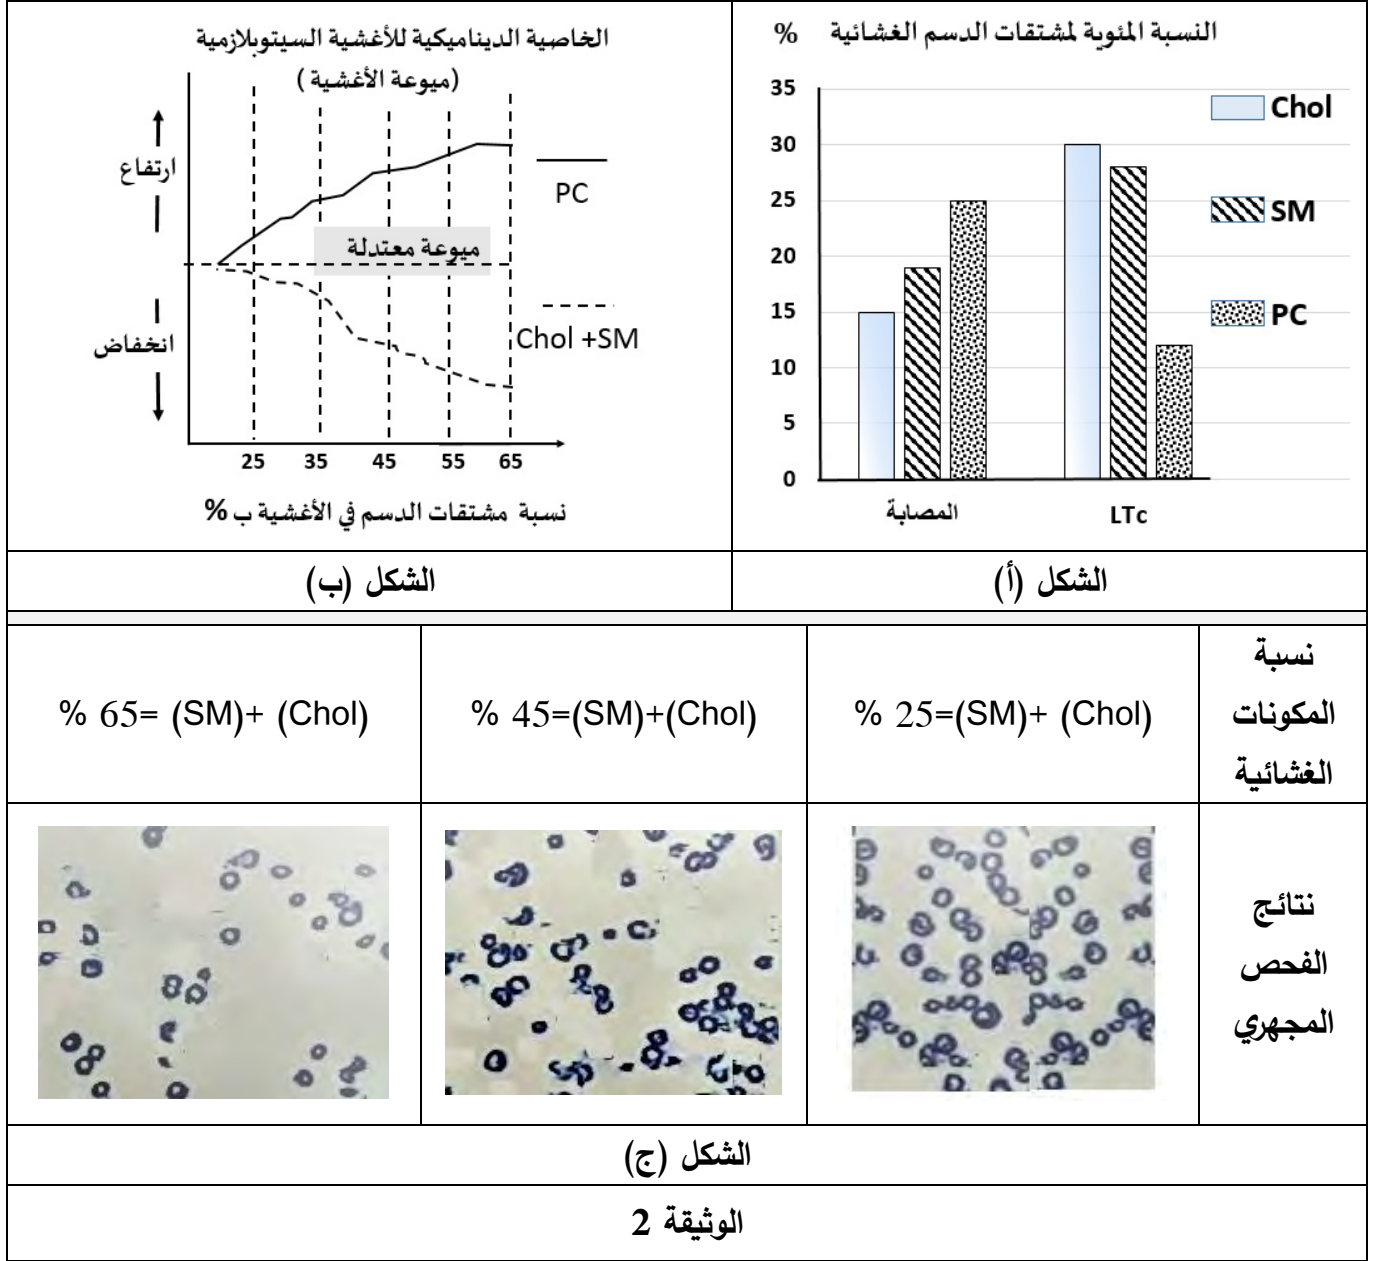 النسبة المئوية لمشتقات الدسم الغشائية %
35
30
25
20
15
10
5
0
Chol
SM
PC
المصابة
LTc
الشكل (أ)
الخاصية الديناميكية للأغشية السيتوبلازمية
(ميوعة الأغشية)
ارتفاع
انخفاض
PC
ميوعة معتدلة
Chol +SM
25 35 45 55 65
نسبة مشتقات الدسم في الأغشية ب %
الشكل (ب)
نسبة
المكونات
الغشائية
% 25=(SM)+ (Chol)
% 45=(SM)+(Chol)
% 65= (SM)+ (Chol)
نتائج
الفحص
المجهري
الشكل (ج)
الوثيقة 2